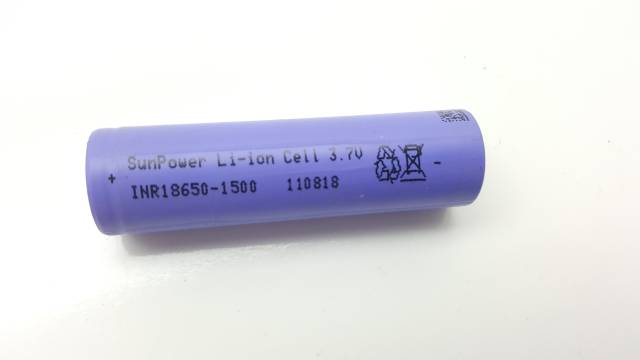 SunPower Li-ion Cell 3.7V
+ INR18650-1500 110818 -